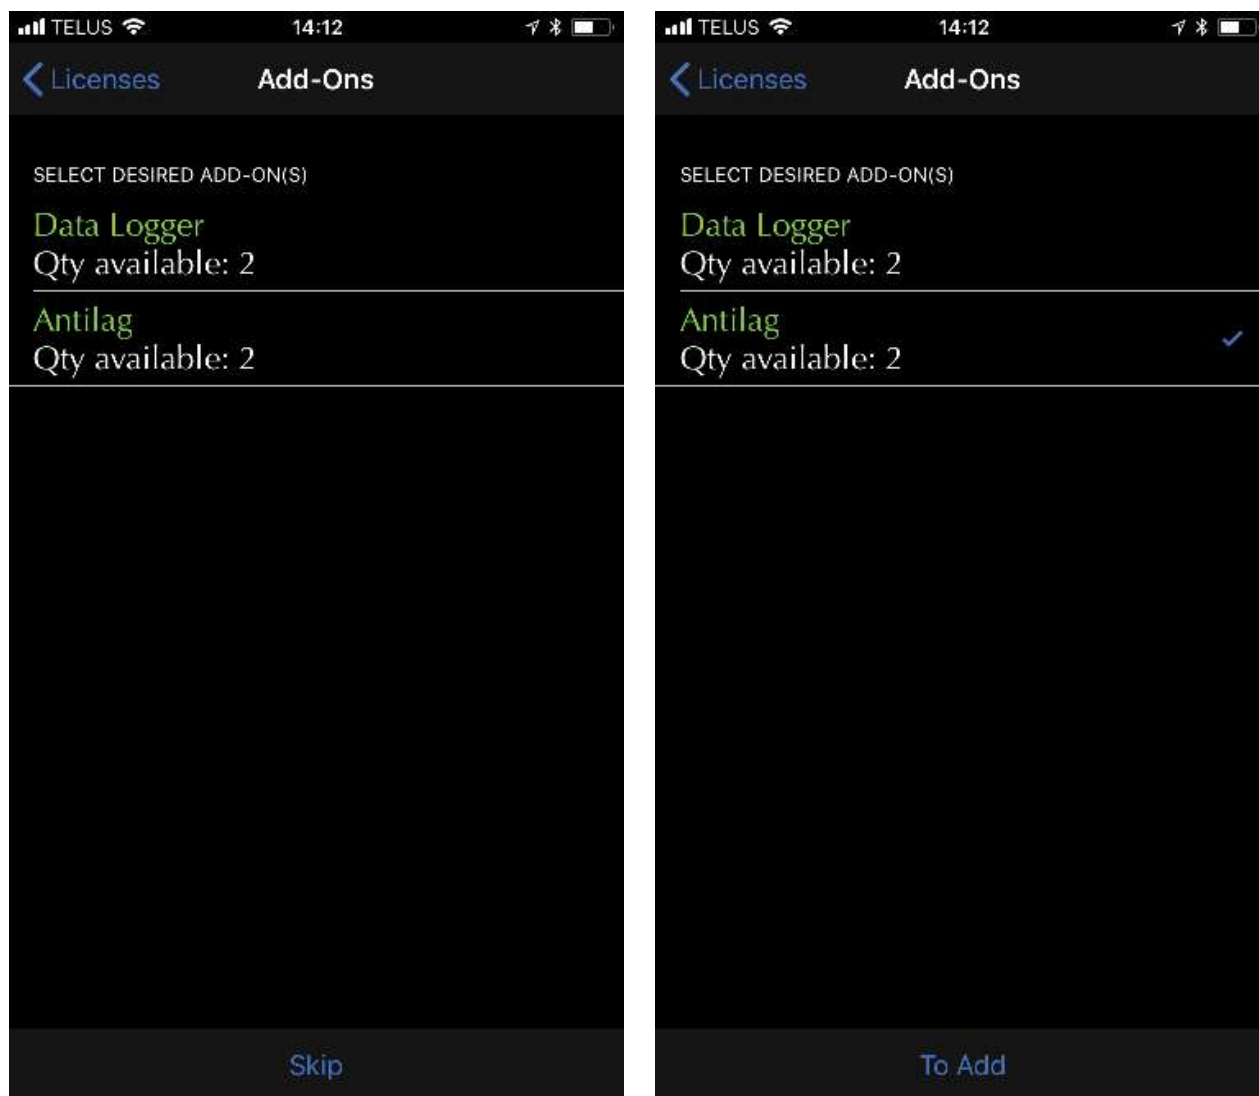 TELUS 14:12
Licenses Add-Ons
SELECT DESIRED ADD-ON(S)
Data Logger
Qty available: 2
Antilag
Qty available: 2
Skip
TELUS 14:12
Licenses Add-Ons
SELECT DESIRED ADD-ON(S)
Data Logger
Qty available: 2
Antilag
Qty available: 2
To Add